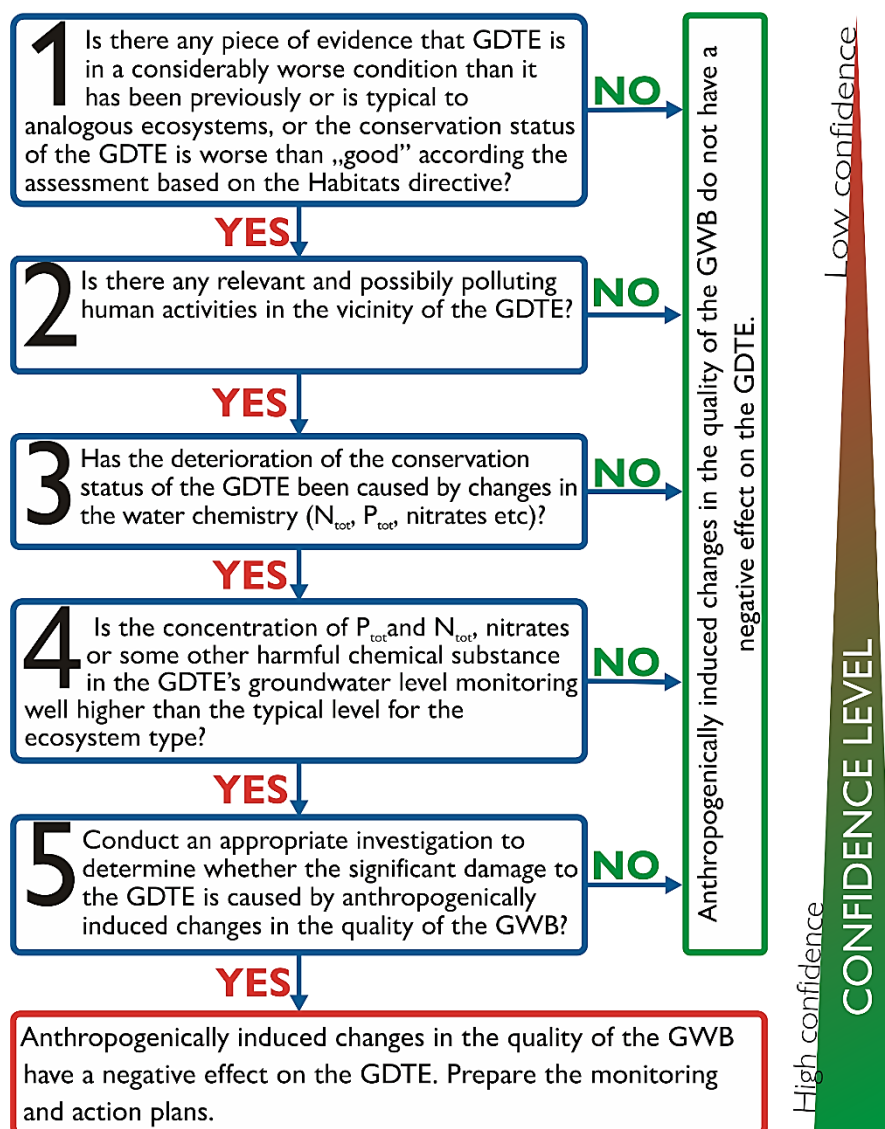 1 Is there any piece of evidence that GDTE is
in a considerably worse condition than it
has been previously or is typical to
analogous ecosystems, or the conservation status
of the GDTE is worse than „good” according the
assessment based on the Habitats directive?
NO
YES
2 Is there any relevant and possibily polluting
human activities in the vicinity of the GDTE?
NO
YES
3 Has the deterioration of the conservation
status of the GDTE been caused by changes in
the water chemistry (Ntot, Ptot, nitrates etc)?
NO
YES
4 Is the concentration of Ptot and Ntot, nitrates
or some other harmful chemical substance
in the GDTE's groundwater level monitoring
well higher than the typical level for the
ecosystem type?
NO
YES
5 Conduct an appropriate investigation to
determine whether the significant damage to
the GDTE is caused by anthropogenically
induced changes in the quality of the GWB?
NO
YES
Anthropogenically induced changes in the quality of the GWB
have a negative effect on the GDTE. Prepare the monitoring
and action plans.
Anthropogenically induced changes in the quality of the GWB do not have a
negative effect on the GDTE.
Low confidence
CONFIDENCE LEVEL
High confidence